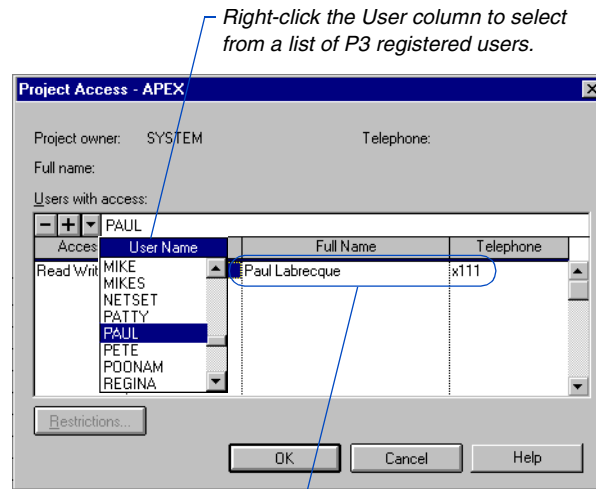 Right-click the User column to select
from a list of P3 registered users.
Project Access - APEX
Project owner: SYSTEM Telephone:
Full name:
Users with access:
PAUL
Acces User Name Full Name Telephone
Read Writ Paul Labrecque x111
MIKE
MIKES
NETSET
PATTY
PAUL
PETE
POONAM
REGINA
Restrictions...
OK Cancel Help